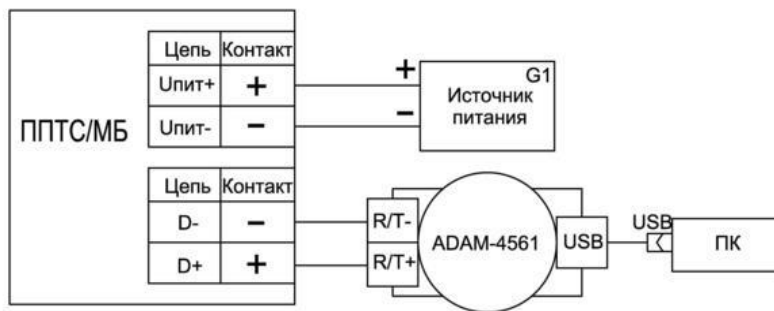 ППТС/МБ
Цепь Контакт
Uпит+ +
Uпит- -
Цепь Контакт
D- -
D+ +
+
-
G1
Источник
питания
R/T-
R/T+
ADAM-4561
USB
USB
ПК